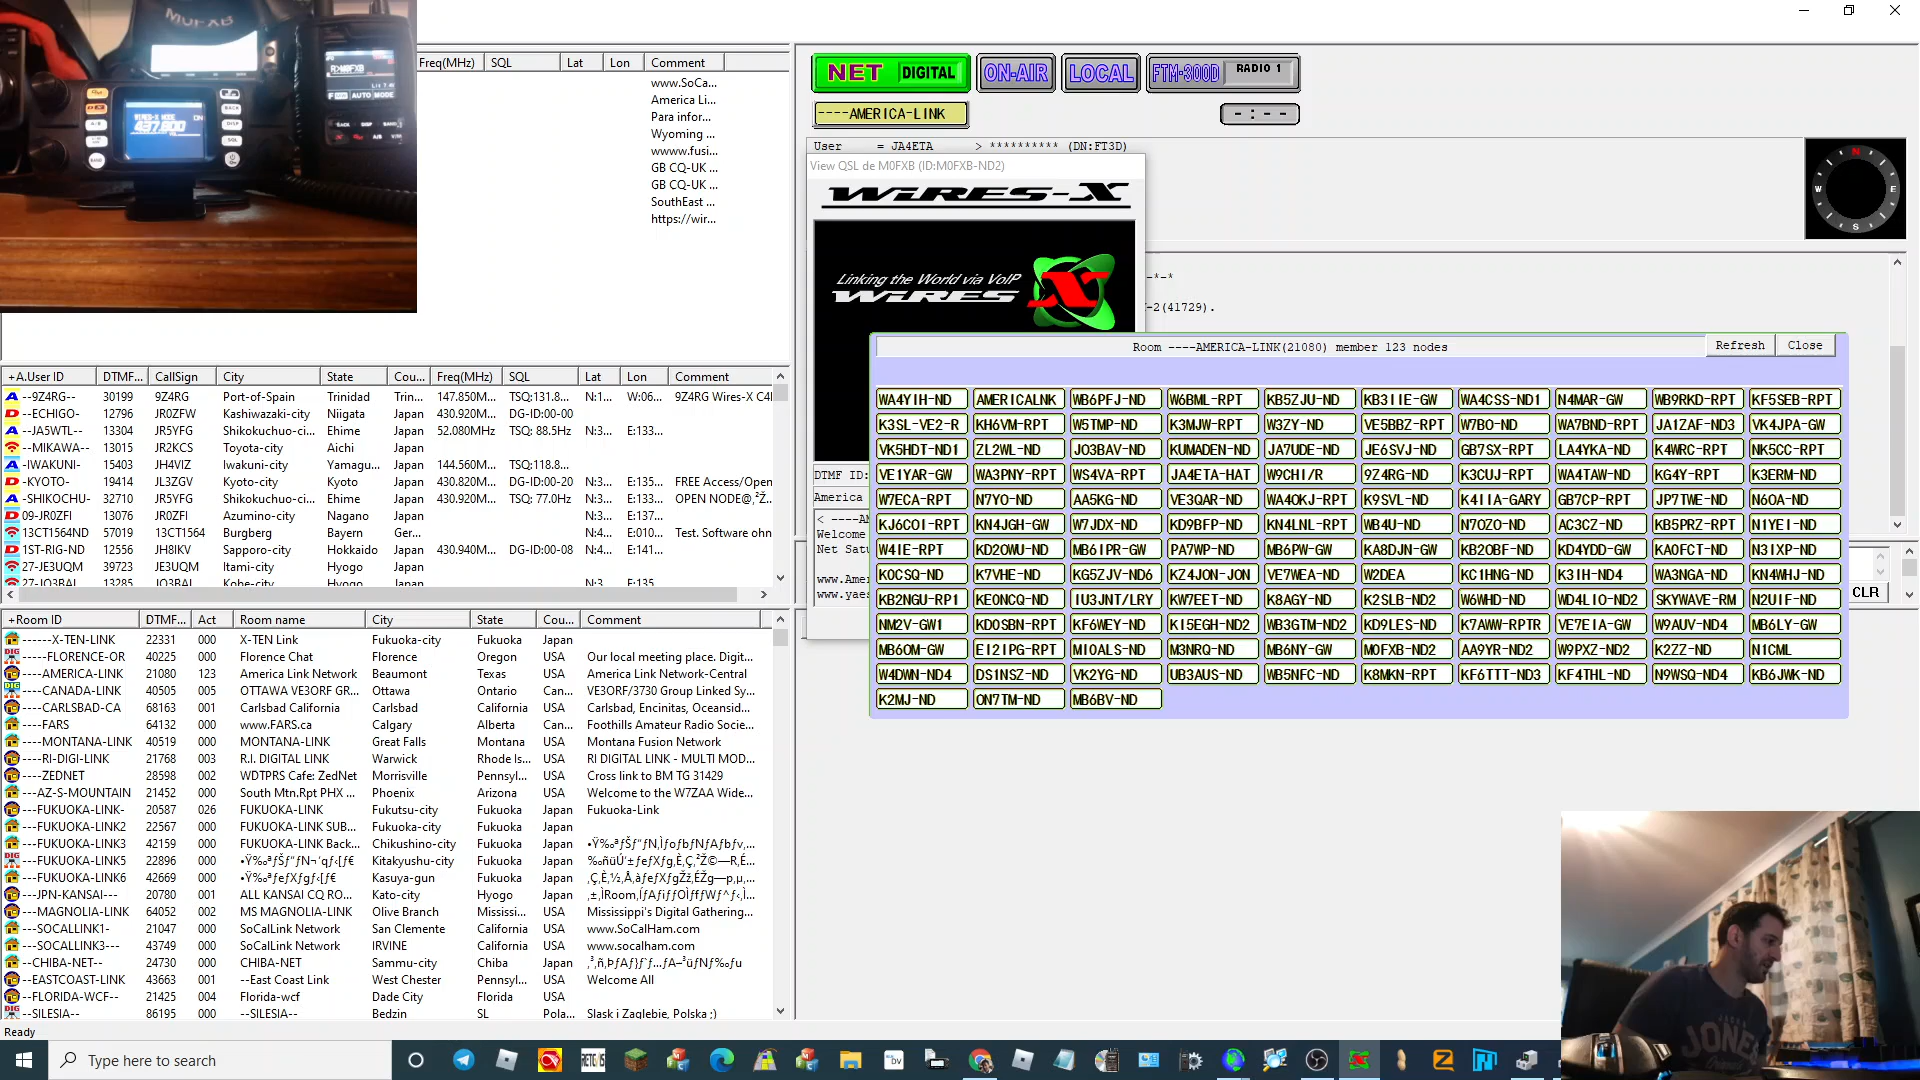 M0FXB
WIRES-X NODE
437.800
DN
BACK
DISP
SQL
BAND
AUTO MODE
Freq(MHz) SQL Lat Lon Comment
www.SoCa...
America Li...
Para infor...
Wyoming ...
wwww.fusi...
GB CQ-UK ...
GB CQ-UK ...
SouthEast ...
https://wir...
NET DIGITAL ON-AIR LOCAL FTM-300D RADIO 1
----AMERICA-LINK - : - -
User = JA4ETA > ********** (DN:FT3D)
View QSL de M0FXB (ID:M0FXB-ND2)
WiRES-X
Linking the World via VoIP
WiRES X
N
W E
S
-*-*
-2(41729).
DTMF ID:
America
< ----A
Welcome
Net Satu
www.Amer
www.yaes
CLR
Room ----AMERICA-LINK(21080) member 123 nodes Refresh Close
WA4YIH-ND AMERICALNK WB6PFJ-ND W6BML-RPT KB5ZJU-ND KB3IIE-GW WA4CSS-ND1 N4MAR-GW WB9RKD-RPT KF5SEB-RPT
K3SL-VE2-R KH6VM-RPT W5TMP-ND K3MJW-RPT W3ZY-ND VE5BBZ-RPT W7BO-ND WA7BND-RPT JA1ZAF-ND3 VK4JPA-GW
VK5HDT-ND1 ZL2WL-ND JO3BAV-ND KUMADEN-ND JA7UDE-ND JE6SVJ-ND GB7SX-RPT LA4YKA-ND K4WRC-RPT NK5CC-RPT
VE1YAR-GW WA3PNY-RPT WS4VA-RPT JA4ETA-HAT W9CHI/R 9Z4RG-ND K3CUJ-RPT WA4TAW-ND KG4Y-RPT K3ERM-ND
W7ECA-RPT N7YO-ND AA5KG-ND VE3QAR-ND WA4OKJ-RPT K9SVL-ND K4IIA-GARY GB7CP-RPT JP7TWE-ND N6OA-ND
KJ6COI-RPT KN4JGH-GW W7JDX-ND KD9BFP-ND KN4LNL-RPT WB4U-ND N7OZO-ND AC3CZ-ND KB5PRZ-RPT N1YEI-ND
W4IE-RPT KD2OWU-ND MB6IPR-GW PA7WP-ND MB6PW-GW KA8DJN-GW KB2OBF-ND KD4YDD-GW KA0FCT-ND N3IXP-ND
K0CSQ-ND K7VHE-ND KG5ZJV-ND6 KZ4JON-JON VE7WEA-ND W2DEA KC1HNG-ND K3IH-ND4 WA3NGA-ND KN4WHJ-ND
KB2NGU-RP1 KE0NCQ-ND IU3JNT/LRY KW7EET-ND K8AGY-ND K2SLB-ND2 W6WHD-ND WD4LIO-ND2 SKYWAVE-RM N2UIF-ND
NM2V-GW1 KD0SBN-RPT KF6WEY-ND KI5EGH-ND2 WB3GTM-ND2 KD9LES-ND K7AWW-RPTR VE7EIA-GW W9AUV-ND4 MB6LY-GW
MB6OM-GW EI2IPG-RPT MI0ALS-ND M3NRQ-ND MB6NY-GW M0FXB-ND2 AA9YR-ND2 W9PXZ-ND2 K2ZZ-ND N1CML
W4DWN-ND4 DS1NSZ-ND VK2YG-ND UB3AUS-ND WB5NFC-ND K8MKN-RPT KF6TTT-ND3 KF4THL-ND N9WSQ-ND4 KB6JWK-ND
K2MJ-ND ON7TM-ND MB6BV-ND
+A.User ID DTMF... CallSign City State Cou... Freq(MHz) SQL Lat Lon Comment
A --9Z4RG-- 30199 9Z4RG Port-of-Spain Trinidad Trin... 147.850M... TSQ:131.8... N:1... W:06... 9Z4RG Wires-X C4I
D --ECHIGO- 12796 JR0ZFW Kashiwazaki-city Niigata Japan 430.920M... DG-ID:00-00
A --JA5WTL-- 13304 JR5YFG Shikokuchuo-ci... Ehime Japan 52.080MHz TSQ: 88.5Hz N:3... E:133...
--MIKAWA-- 13015 JR2KCS Toyota-city Aichi Japan
A -IWAKUNI- 15403 JH4VIZ Iwakuni-city Yamagu... Japan 144.560M... TSQ:118.8...
D -KYOTO- 19414 JL3ZGV Kyoto-city Kyoto Japan 430.820M... DG-ID:00-20 N:3... E:135... FREE Access/Open
A -SHIKOCHU- 32710 JR5YFG Shikokuchuo-ci... Ehime Japan 430.920M... TSQ: 77.0Hz N:3... E:133... OPEN NODE@,²Ž...
D 09-JR0ZFI 13076 JR0ZFI Azumino-city Nagano Japan N:3... E:137...
13CT1564ND 57019 13CT1564 Burgberg Bayern Ger... N:4... E:010... Test. Software ohn
D 1ST-RIG-ND 12556 JH8IKV Sapporo-city Hokkaido Japan 430.940M... DG-ID:00-08 N:4... E:141...
27-JE3UQM 39723 JE3UQM Itami-city Hyogo Japan
27-JO3BAI 13285 JO3BAI Kobe-city Hyogo Japan N:3 E:135
+Room ID DTMF... Act Room name City State Cou... Comment
------X-TEN-LINK 22331 000 X-TEN Link Fukuoka-city Fukuoka Japan
-----FLORENCE-OR 40225 000 Florence Chat Florence Oregon USA Our local meeting place. Digit...
----AMERICA-LINK 21080 123 America Link Network Beaumont Texas USA America Link Network-Central
----CANADA-LINK 40505 005 OTTAWA VE3ORF GR... Ottawa Ontario Can... VE3ORF/3730 Group Linked Sy...
----CARLSBAD-CA 68163 001 Carlsbad California Carlsbad California USA Carlsbad, Encinitas, Oceansid...
----FARS 64132 000 www.FARS.ca Calgary Alberta Can... Foothills Amateur Radio Socie...
----MONTANA-LINK 40519 000 MONTANA-LINK Great Falls Montana USA Montana Fusion Network
----RI-DIGI-LINK 21768 003 R.I. DIGITAL LINK Warwick Rhode Is... USA RI DIGITAL LINK - MULTI MOD...
----ZEDNET 28598 002 WDTPRS Cafe: ZedNet Morrisville Pennsyl... USA Cross link to BM TG 31429
---AZ-S-MOUNTAIN 21452 000 South Mtn.Rpt PHX ... Phoenix Arizona USA Welcome to the W7ZAA Wide...
---FUKUOKA-LINK- 20587 026 FUKUOKA-LINK Fukutsu-city Fukuoka Japan Fukuoka-Link
---FUKUOKA-LINK2 22567 000 FUKUOKA-LINK SUB... Fukuoka-city Fukuoka Japan
---FUKUOKA-LINK3 42159 000 FUKUOKA-LINK Back... Chikushino-city Fukuoka Japan
---FUKUOKA-LINK5 22896 000 Kitakyushu-city Fukuoka Japan
---FUKUOKA-LINK6 42669 000 Kasuya-gun Fukuoka Japan
---JPN-KANSAI--- 20780 001 ALL KANSAI CQ RO... Kato-city Hyogo Japan
---MAGNOLIA-LINK 64052 002 MS MAGNOLIA-LINK Olive Branch Mississi... USA Mississippi's Digital Gathering...
---SOCALLINK1- 21047 000 SoCalLink Network San Clemente California USA www.SoCalHam.com
---SOCALLINK3--- 43749 000 SoCalLink Network IRVINE California USA www.socalham.com
--CHIBA-NET-- 24730 000 CHIBA-NET Sammu-city Chiba Japan
--EASTCOAST-LINK 43663 001 --East Coast Link West Chester Pennsyl... USA Welcome All
--FLORIDA-WCF-- 21425 004 Florida-wcf Dade City Florida USA
--SILESIA-- 86195 000 --SILESIA-- Bedzin SL Pola... Slask i Zaglebie, Polska ;)
Ready
Type here to search
JONES